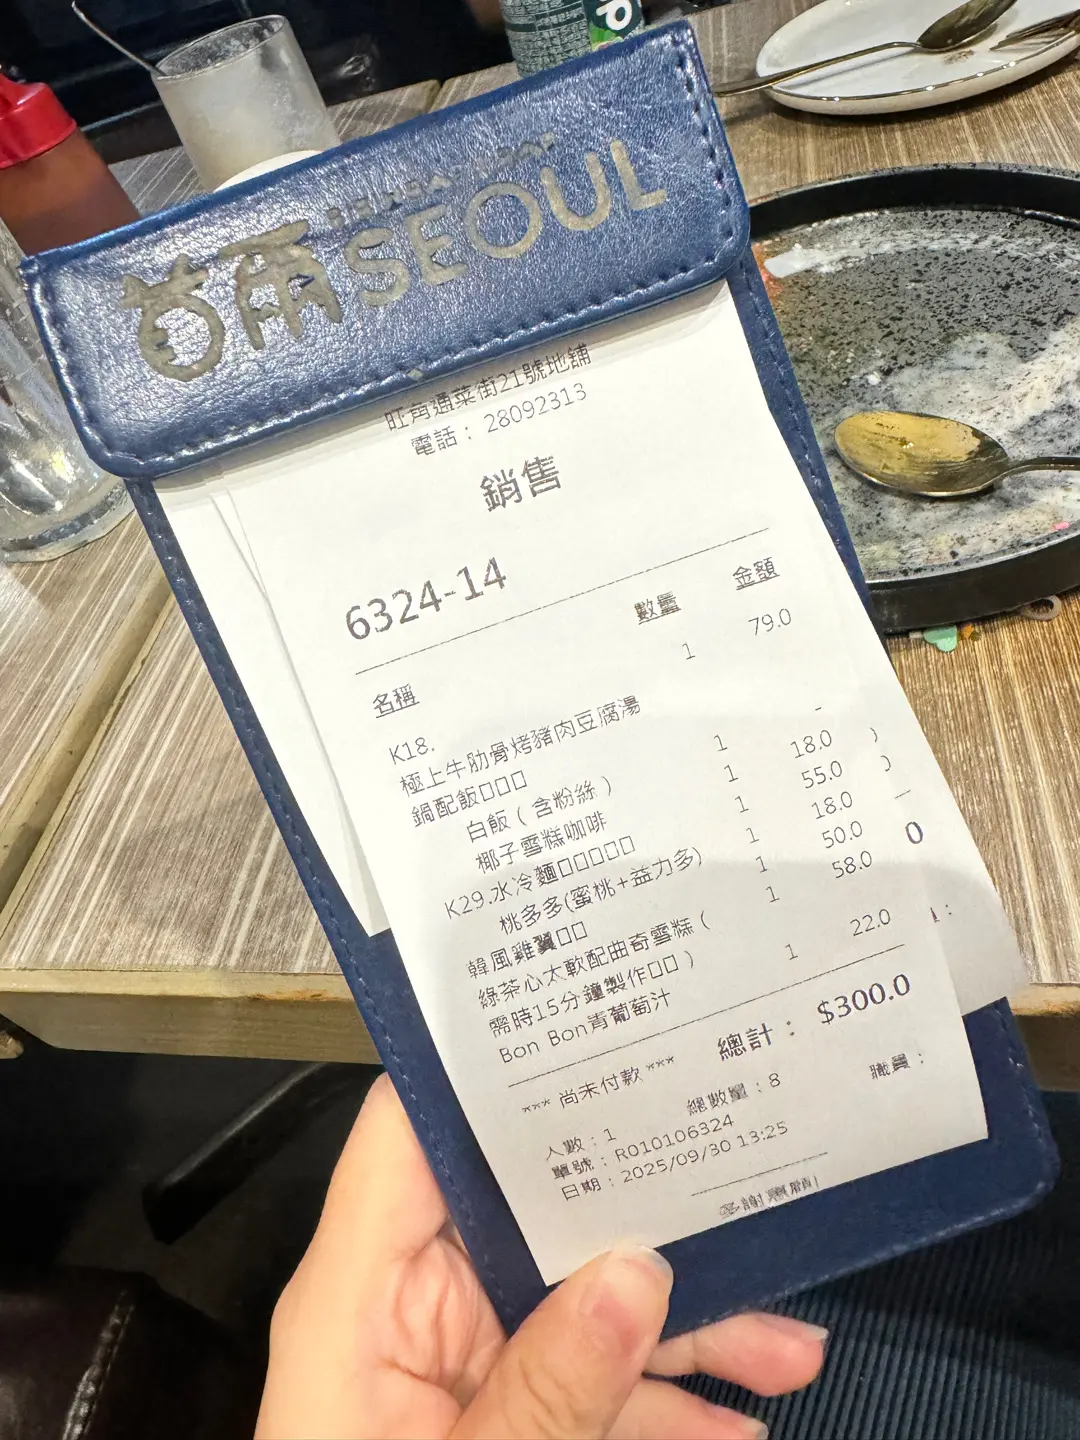 首爾
SEOUL
旺角通菜街21號地舖
電話： 28092313
銷售
6324-14
名稱 數量 金額
K18. 1 79.0
極上牛肋骨烤豬肉豆腐湯
鍋配飯□□□
白飯（含粉絲） 1 -
椰子雪糕咖啡 1 18.0
K29.水冷麵□□□□□ 1 55.0
桃多多(蜜桃+益力多) 1 18.0
韓風雞翼□□ 1 50.0
綠茶心太軟配曲奇雪糕（ 1 58.0
需時15分鐘製作□□）
Bon Bon青葡萄汁 1 22.0
總計： $300.0
*** 尚未付款 ***
總數量：8
職員：
人數：1
單號：R010106324
日期：2025/09/30 13:25
多謝惠顧!